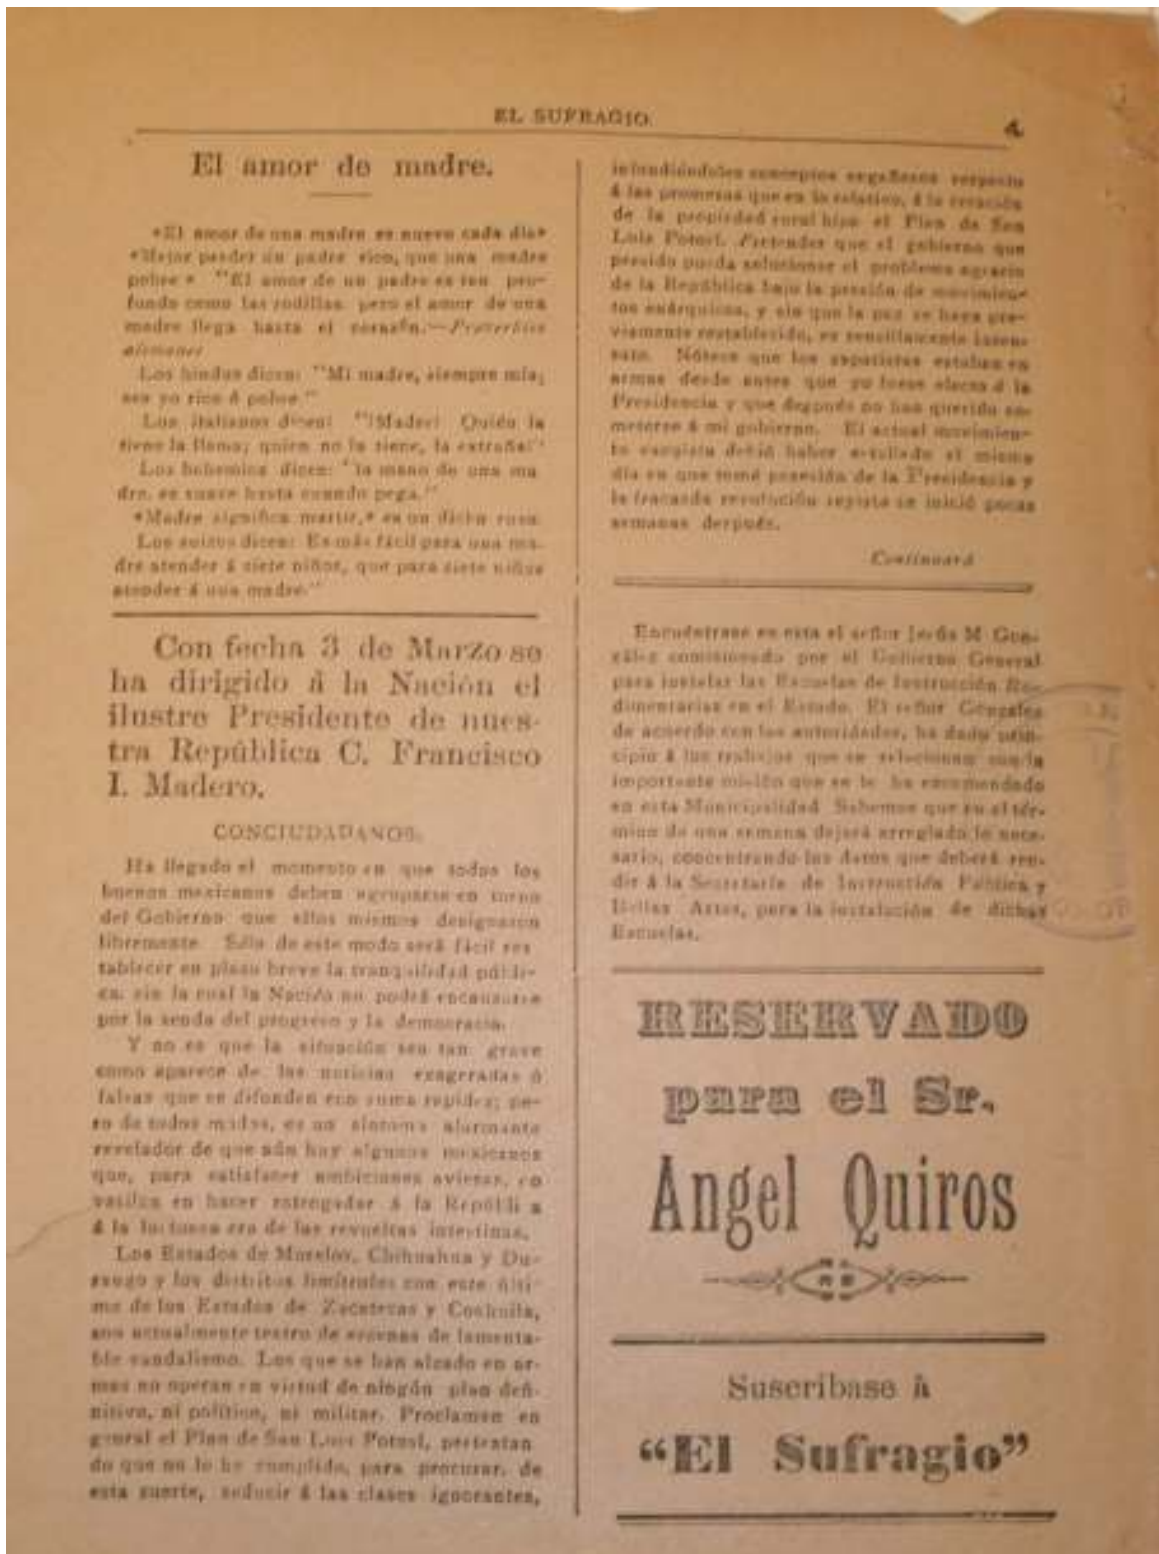 EL SUFRAGIO.
4
El amor de madre.
«El amor de una madre es nuevo cada dia»
«Mejor perder un padre rico, que una madre
pobre » "El amor de un padre es tan pro-
fundo como las rodillas pero el amor de una
madre llega hasta el corazón.—Proverbios
alemanes
Los hindus dicen: "Mi madre, siempre mía;
sea yo rico ó pobre."
Los italianos dicen: "¡Madre! Quién la
tiene la llama; quien no la tiene, la extraña!"
Los bohemios dicen: "la mano de una ma
dre, es suave hasta cuando pega."
«Madre significa martir,» es un dicho ruso.
Los suizos dicen: Es más fácil para una ma-
dre atender á siete niños, que para siete niños
atender á una madre."
Con fecha 3 de Marzo se
ha dirigido á la Nación el
ilustre Presidente de nues-
tra República C. Francisco
I. Madero.
CONCIUDADANOS.
Ha llegado el momento en que todos los
buenos mexicanos deben agruparse en torno
del Gobierno que ellos mismos designaron
libremente. Sólo de este modo será fácil res
tablecer en plazo breve la tranquilidad públi-
ca, sin la cual la Nación no podrá encausarse
por la senda del progreso y la democracia.
Y no es que la situación sea tan grave
como aparece de las noticias exageradas ó
falsas que se difunden con suma rapidez; pe-
ro de todos modos, es un sintoma alarmante
revelador de que aún hay algunos mexicanos
que, para satisfacer ambiciones aviesas, no
vacilan en hacer retrogadar á la Repúbli a
á la luctuosa era de las revueltas intestinas.
Los Estados de Morelos, Chihuahua y Du-
rango y los distritos limítrofes con este últi-
mo de los Estados de Zacatecas y Coahuila,
son actualmente teatro de escenas de lamenta-
ble vandalismo. Los que se han alzado en ar-
mas no operan en virtud de ningún plan defi-
nitivo, ni político, ni militar. Proclaman en
gneral el Plan de San Luis Potosí, pretextan
do que no lo he cumplido, para procurar, de
esta suerte, seducir á las clases ignorantes,
infundiéndoles conceptos engañosos respecto
á las promesas que en lo relativo, á la creación
de la propiedad rural hizo el Plan de San
Luis Potosí. Pretender que el gobierno que
presido pueda solucionar el problema agrario
de la República bajo la presión de movimien-
tos anárquicos, y sin que la paz se haya pre-
viamente restablecido, es sencillamente insen-
sato. Nótese que los zapatistas estaban en
armas desde antes que yo fuese electo á la
Presidencia y que después no han querido so-
meterse á mi gobierno. El actual movimien-
to vazquista debió haber estallado el mismo
día en que tomé posesión de la Presidencia y
la fracasada revolución reyista se inició pocas
semanas después.
Continuará
Encuéntrase en esta el señor Jesús M Gon-
zález comisionado por el Gobierno General
para instalar las Escuelas de Instrucción Ru-
dimentarias en el Estado. El señor Gonzales
de acuerdo con las autoridades, ha dado prin-
cipio á los trabajos que se relacionan con la
importante misión que se le ha encomendado
en esta Municipalidad Sabemos que en el tér-
mino de una semana dejará arreglado lo nece-
sario, concentrando los datos que deberá ren-
dir á la Secretaría de Instrucción Pública y
Bellas Artes, para la instalación de dichas
Escuelas.
RESERVADO
para el Sr.
Angel Quiros
Suscribase à
"El Sufragio"